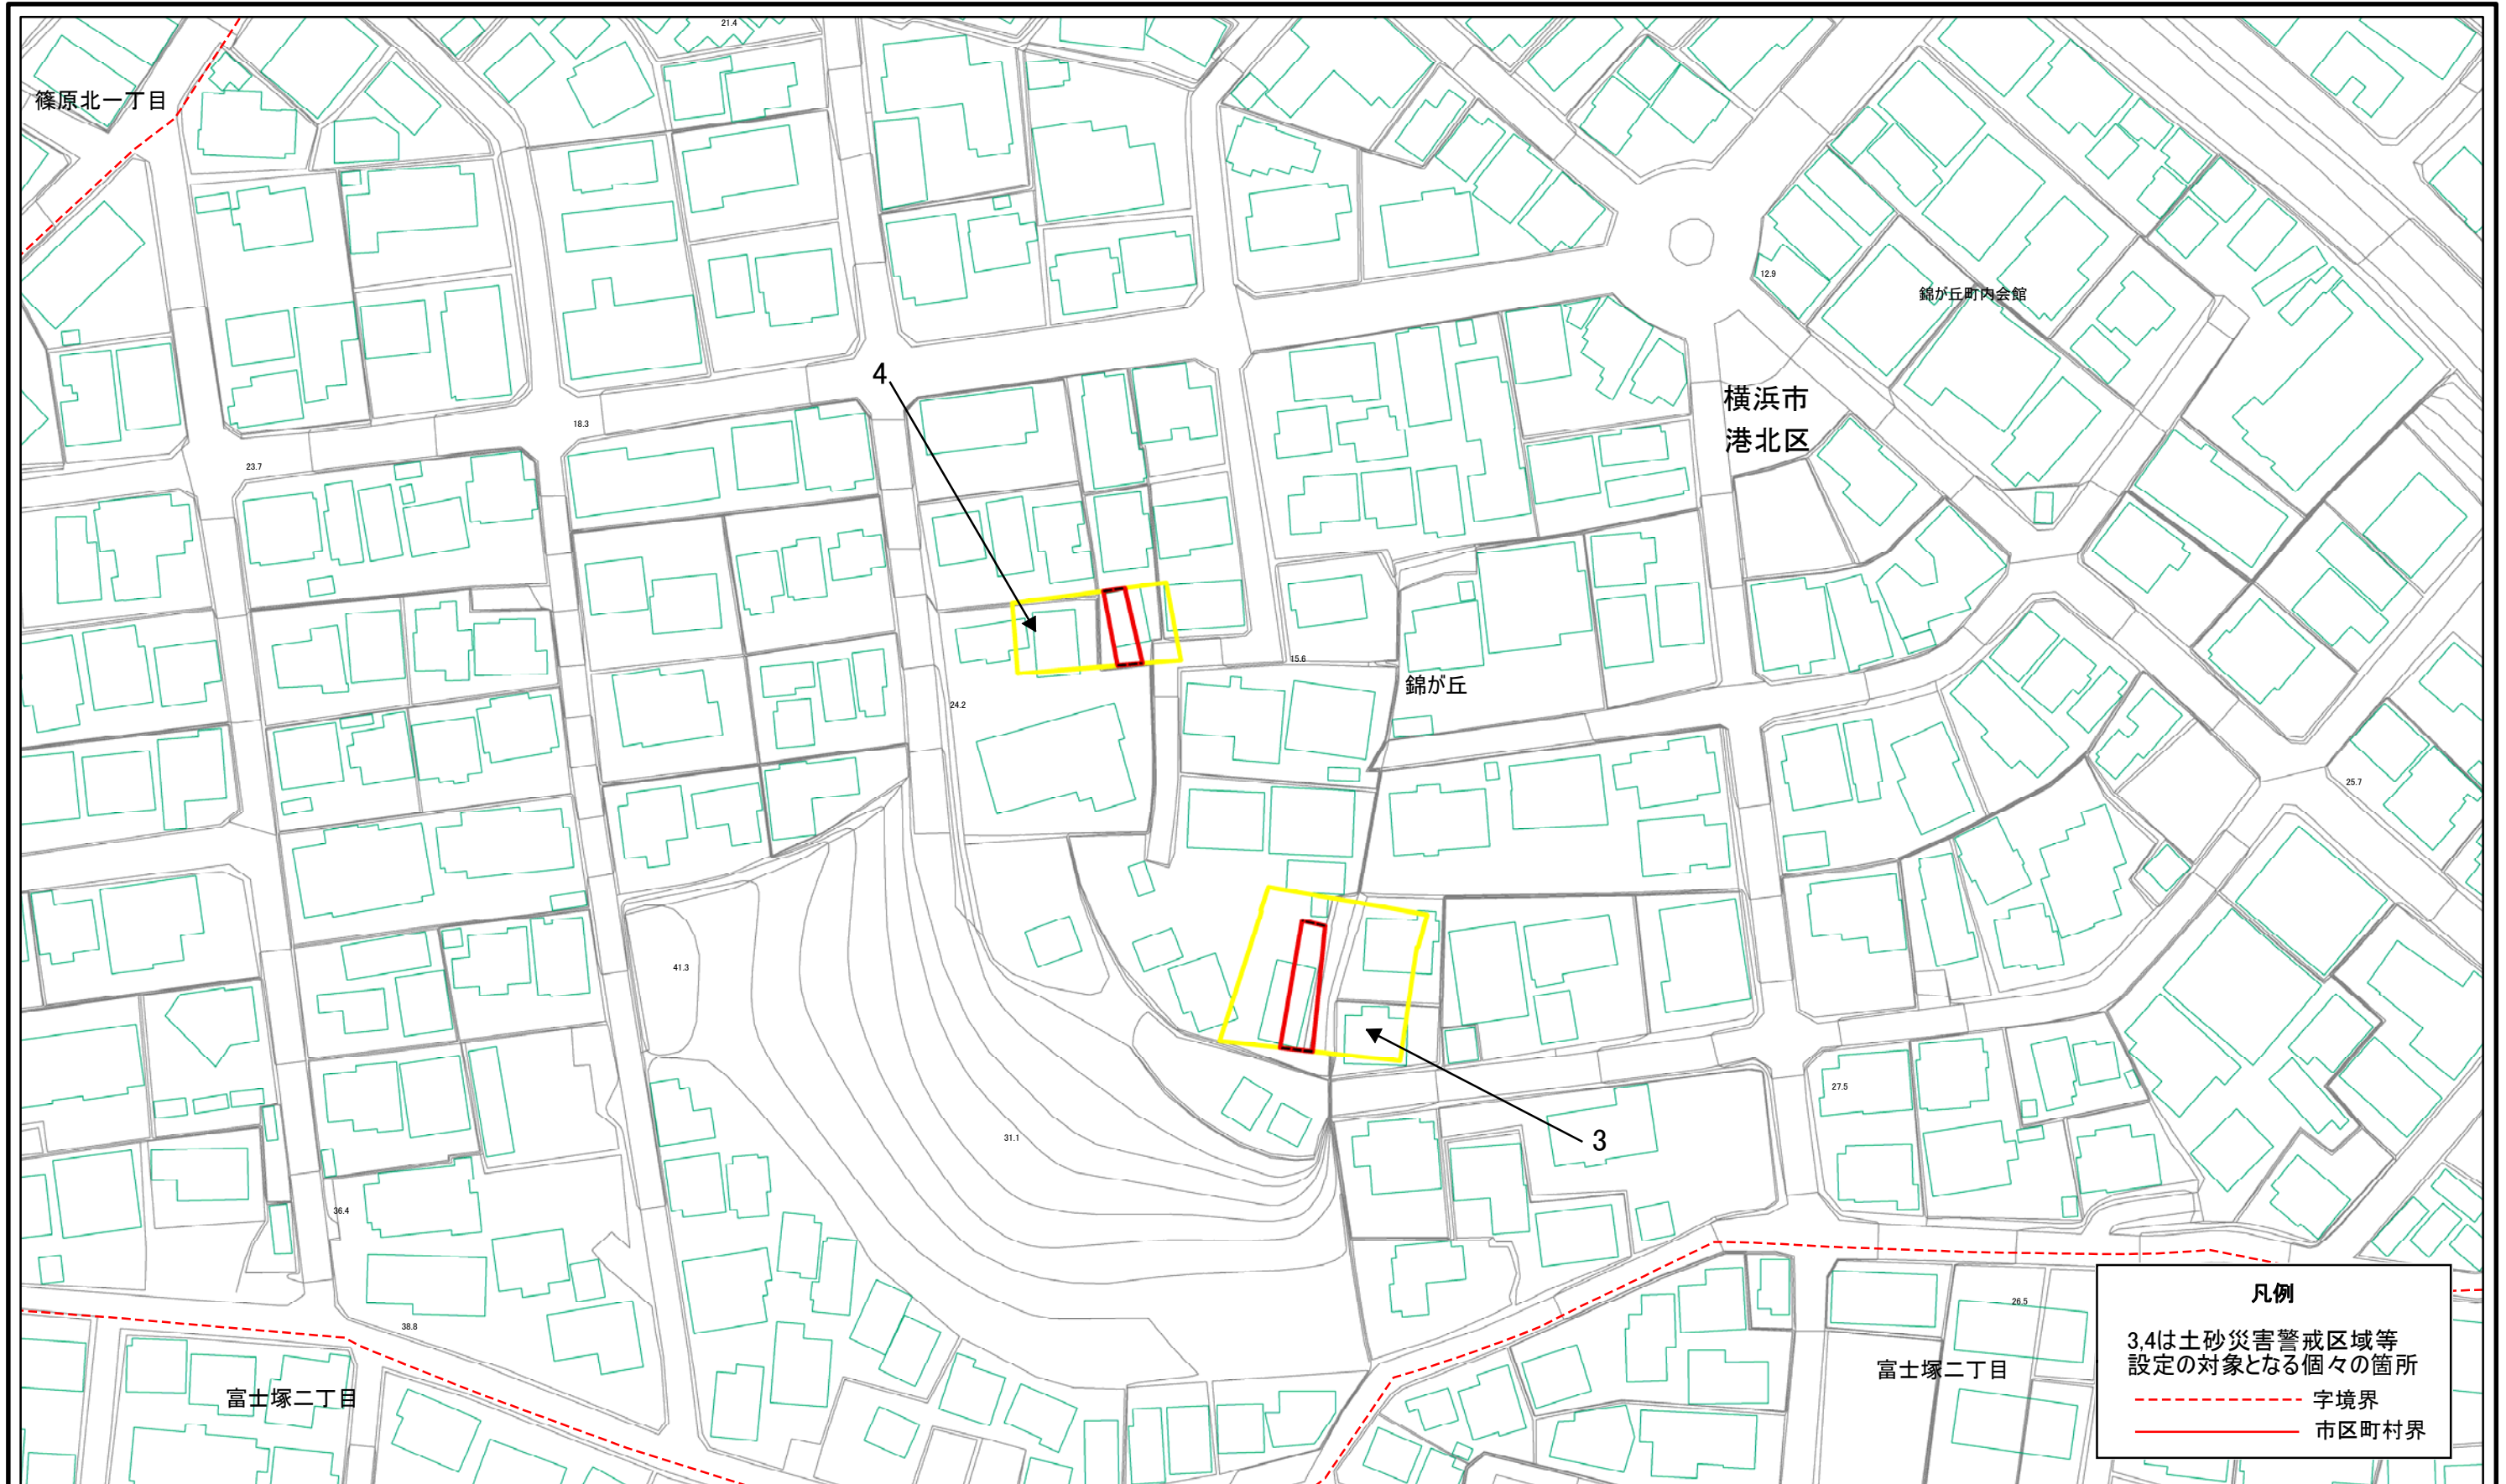 21.4
篠原北一丁目
12.9
錦が丘町内会館
4
横浜市
港北区
18.3
23.7
15.6
錦が丘
24.2
25.7
41.3
27.5
31.1
3
36.4
26.5
38.8
富士塚二丁目
富士塚二丁目
凡例
3,4は土砂災害警戒区域等
設定の対象となる個々の箇所
字境界
市区町村界